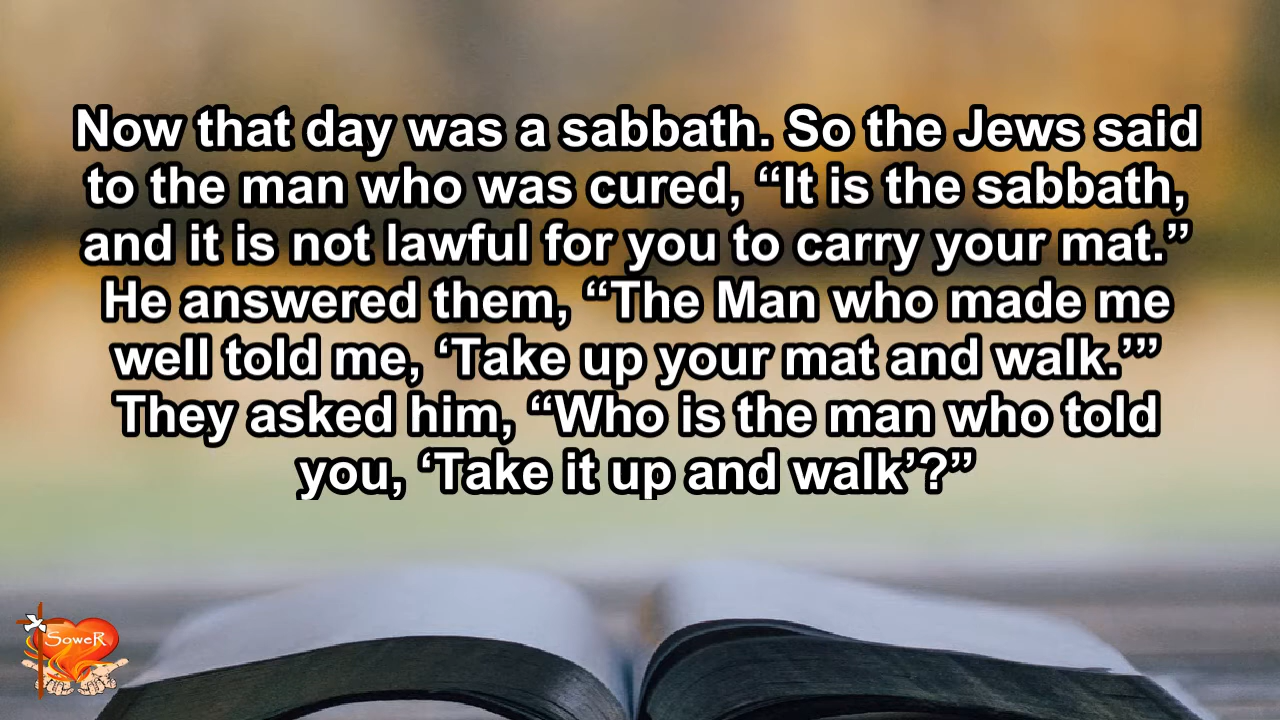 Now that day was a sabbath. So the Jews said
to the man who was cured, “It is the sabbath,
and it is not lawful for you to carry your mat.”
He answered them, “The Man who made me
well told me, ‘Take up your mat and walk.’”
They asked him, “Who is the man who told
you, ‘Take it up and walk’?”
SoweR